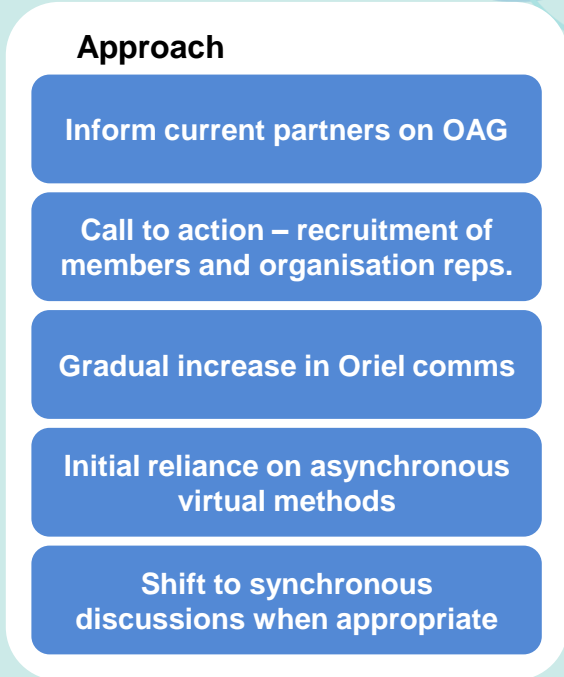 Approach
Inform current partners on OAG
Call to action – recruitment of
members and organisation reps.
Gradual increase in Oriel comms
Initial reliance on asynchronous
virtual methods
Shift to synchronous
discussions when appropriate